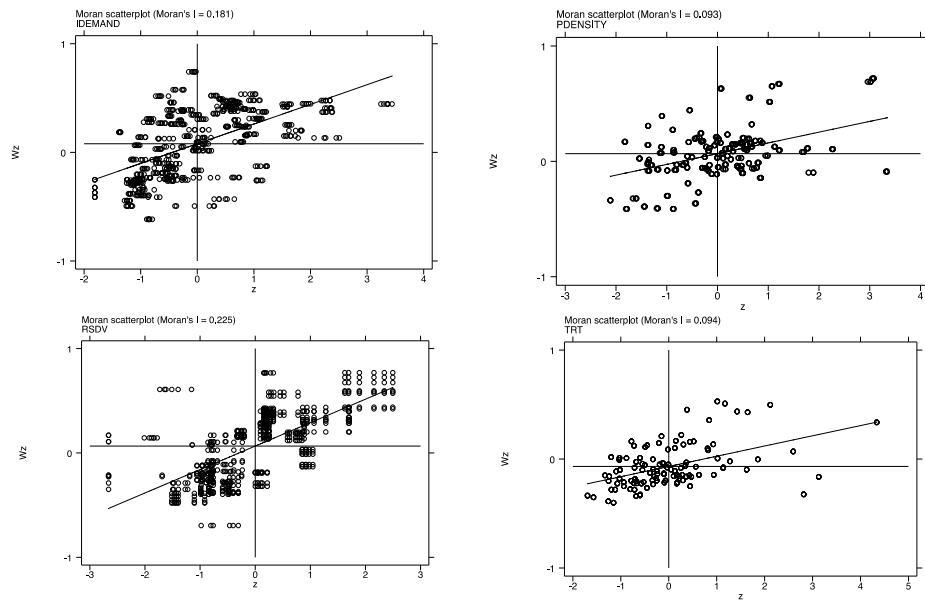 Moran scatterplot (Moran's I = 0.181)
IDEMAND
1
0
-1
Wz
-2
-1
0
1
2
3
4
z
Moran scatterplot (Moran's I = 0.093)
PDENSITY
1
0
-1
Wz
-3
-2
-1
0
1
2
3
4
z
Moran scatterplot (Moran's I = 0.225)
RSDV
1
0
-1
Wz
-3
-2
-1
0
1
2
3
z
Moran scatterplot (Moran's I = 0.094)
TRT
1
0
-1
Wz
-2
-1
0
1
2
3
4
5
z